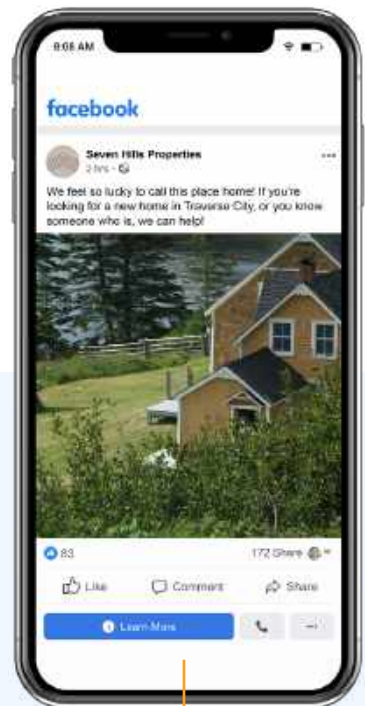 9:08 AM
facebook
Seven Hills Properties
2 hrs ·
We feel so lucky to call this place home! If you're
looking for a new home in Traverse City, or you know
someone who is, we can help!
83
172 Share
Like Comment Share
Learn More